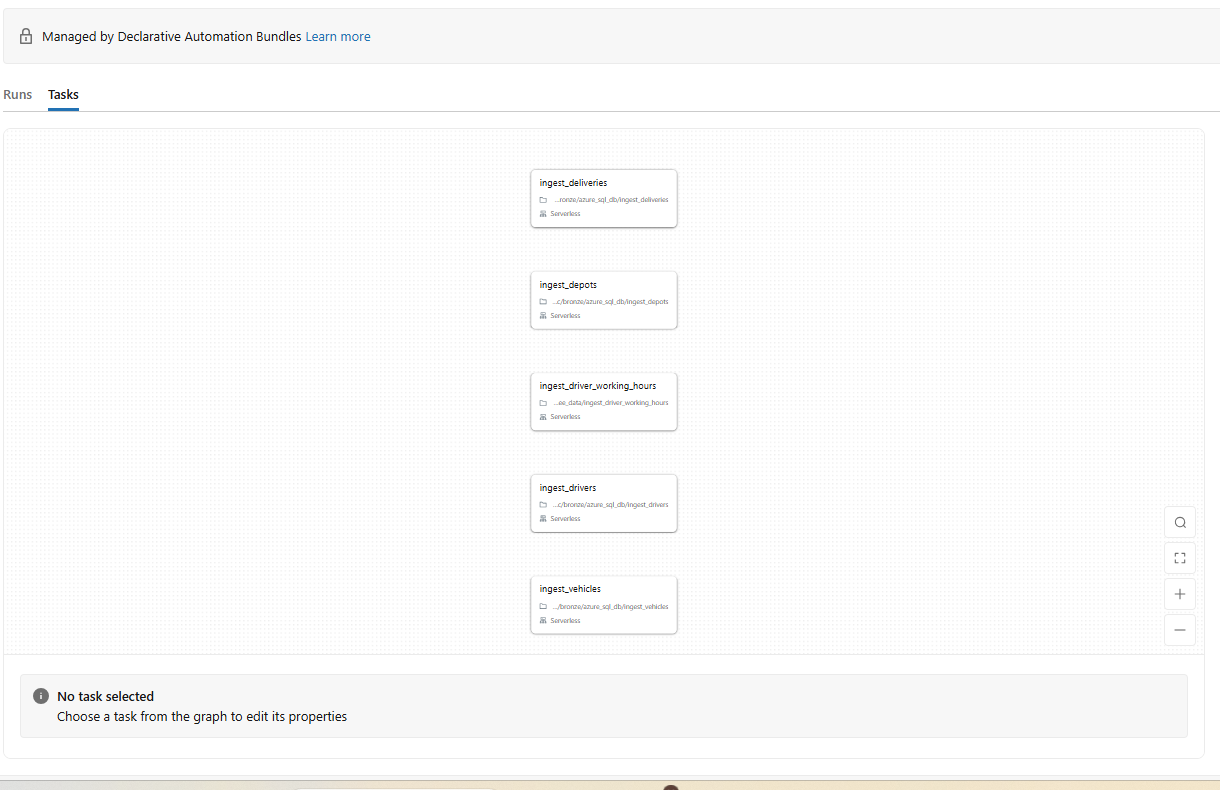 Managed by Declarative Automation Bundles Learn more
Runs Tasks
ingest_deliveries
...ronze/azure_sql_db/ingest_deliveries
Serverless
ingest_depots
...c/bronze/azure_sql_db/ingest_depots
Serverless
ingest_driver_working_hours
...ee_data/ingest_driver_working_hours
Serverless
ingest_drivers
...c/bronze/azure_sql_db/ingest_drivers
Serverless
ingest_vehicles
.../bronze/azure_sql_db/ingest_vehicles
Serverless
No task selected
Choose a task from the graph to edit its properties